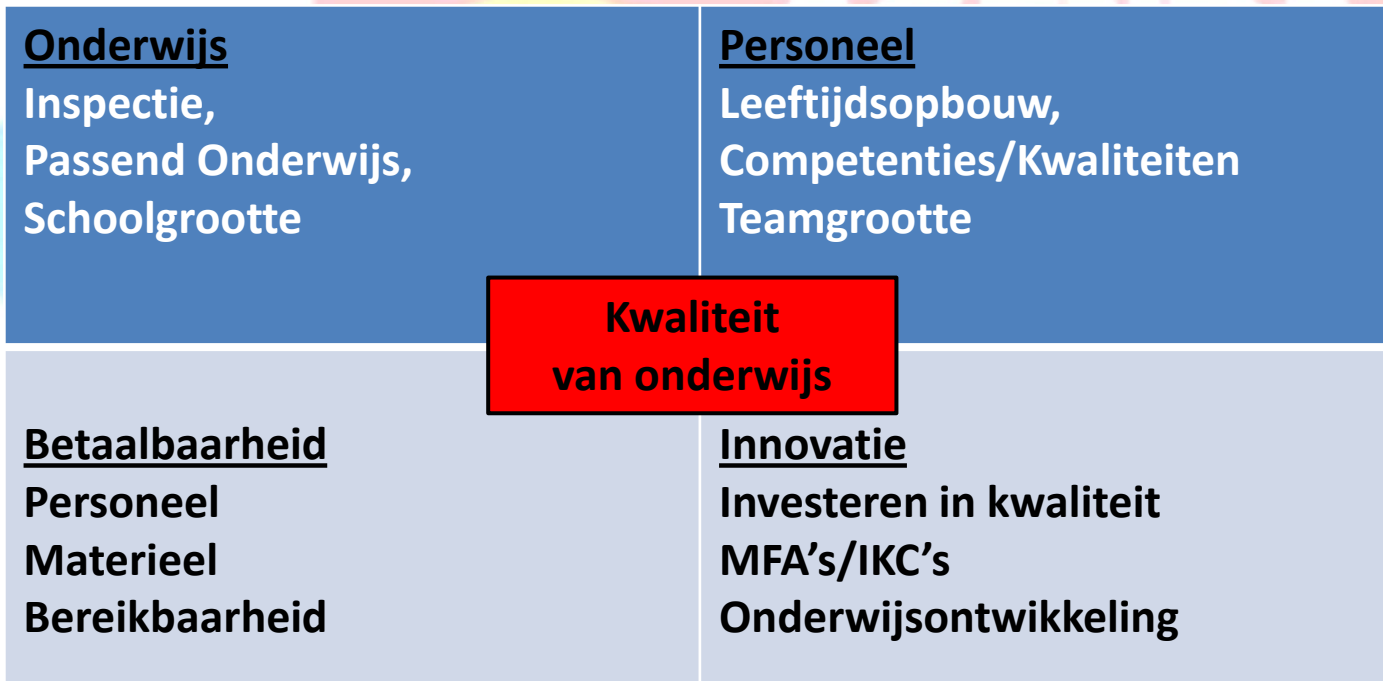 Onderwijs
Inspectie,
Passend Onderwijs,
Schoolgrootte
Personeel
Leeftijdsopbouw,
Competenties/Kwaliteiten
Teamgrootte
Kwaliteit
van onderwijs
Betaalbaarheid
Personeel
Materieel
Bereikbaarheid
Innovatie
Investeren in kwaliteit
MFA’s/IKC’s
Onderwijsontwikkeling